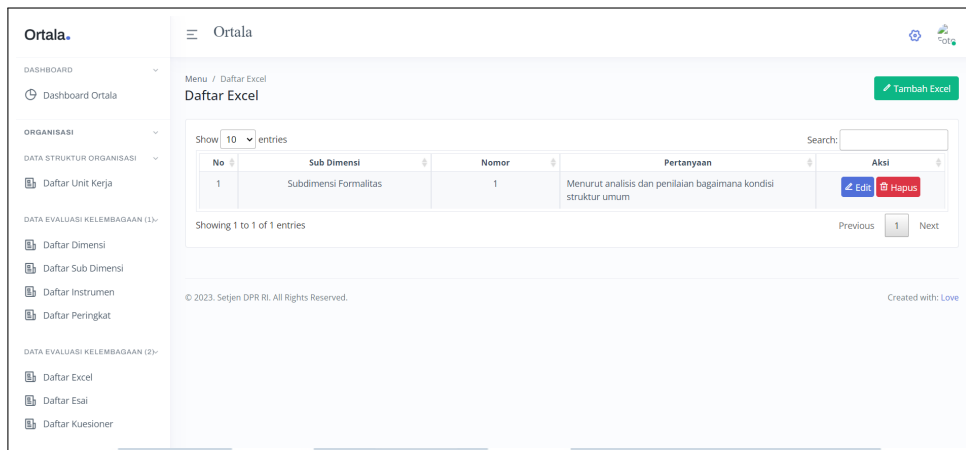 Ortala.
Ortala
Foto
DASHBOARD
Dashboard Ortala
ORGANISASI
DATA STRUKTUR ORGANISASI
Daftar Unit Kerja
DATA EVALUASI KELEMBAGAAN (1)
Daftar Dimensi
Daftar Sub Dimensi
Daftar Instrumen
Daftar Peringkat
DATA EVALUASI KELEMBAGAAN (2)
Daftar Excel
Daftar Esai
Daftar Kuesioner
Menu / Daftar Excel
Daftar Excel
Tambah Excel
Show 10 entries
Search:
No Sub Dimensi Nomor Pertanyaan Aksi
1 Subdimensi Formalitas 1 Menurut analisis dan penilaian bagaimana kondisi
struktur umum
Edit Hapus
Showing 1 to 1 of 1 entries
Previous 1 Next
© 2023. Setjen DPR RI. All Rights Reserved.
Created with: Love